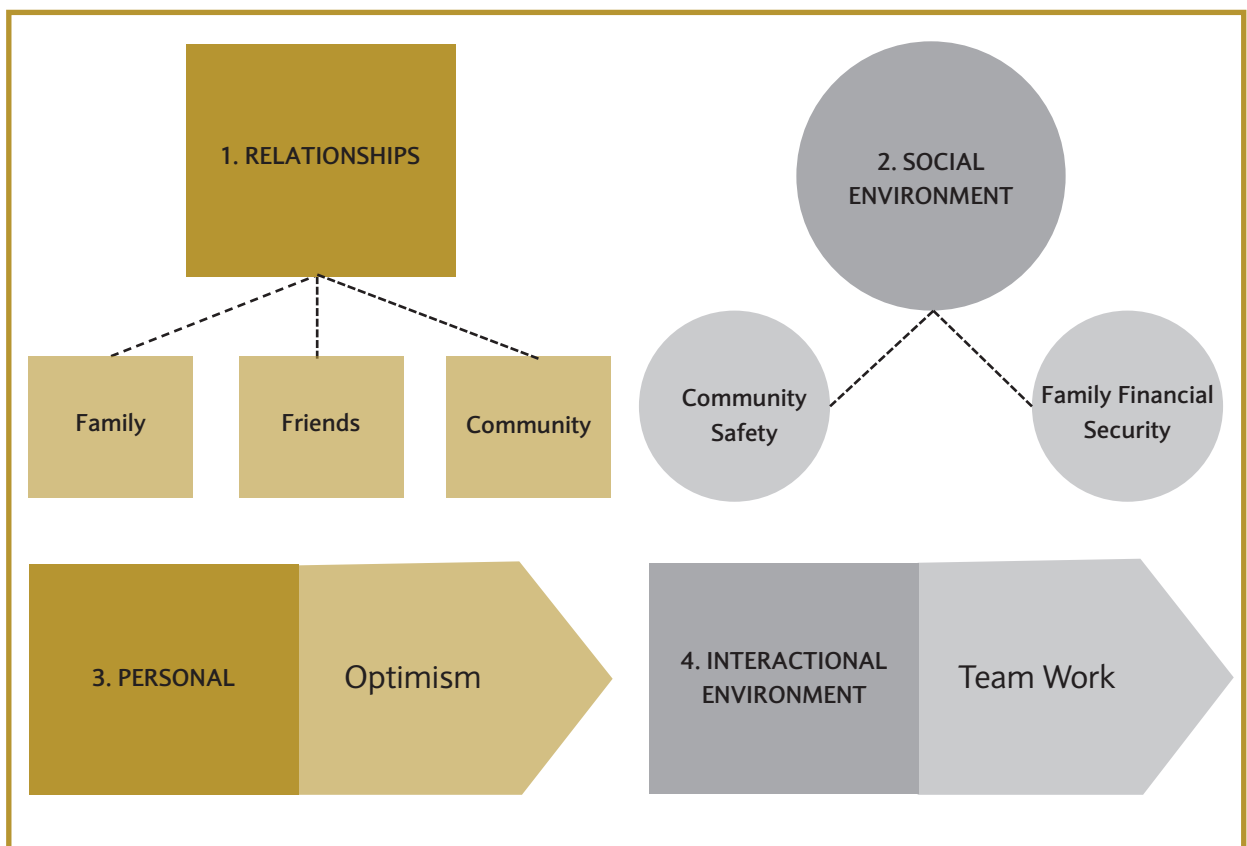 1. RELATIONSHIPS
Family
Friends
Community
2. SOCIAL
ENVIRONMENT
Community
Safety
Family Financial
Security
3. PERSONAL
Optimism
4. INTERACTIONAL
ENVIRONMENT
Team Work